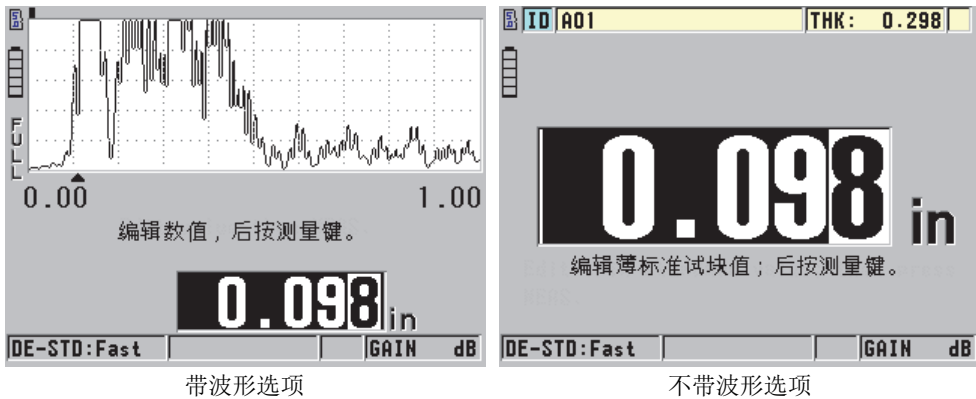 FULL
0.00 1.00
编辑数值，后按测量键。
0.098 in
DE-STD:Fast GAIN dB
带波形选项
ID A01 THK: 0.298
0.098 in
编辑薄标准试块值；后按测量键。
DE-STD:Fast GAIN dB
不带波形选项